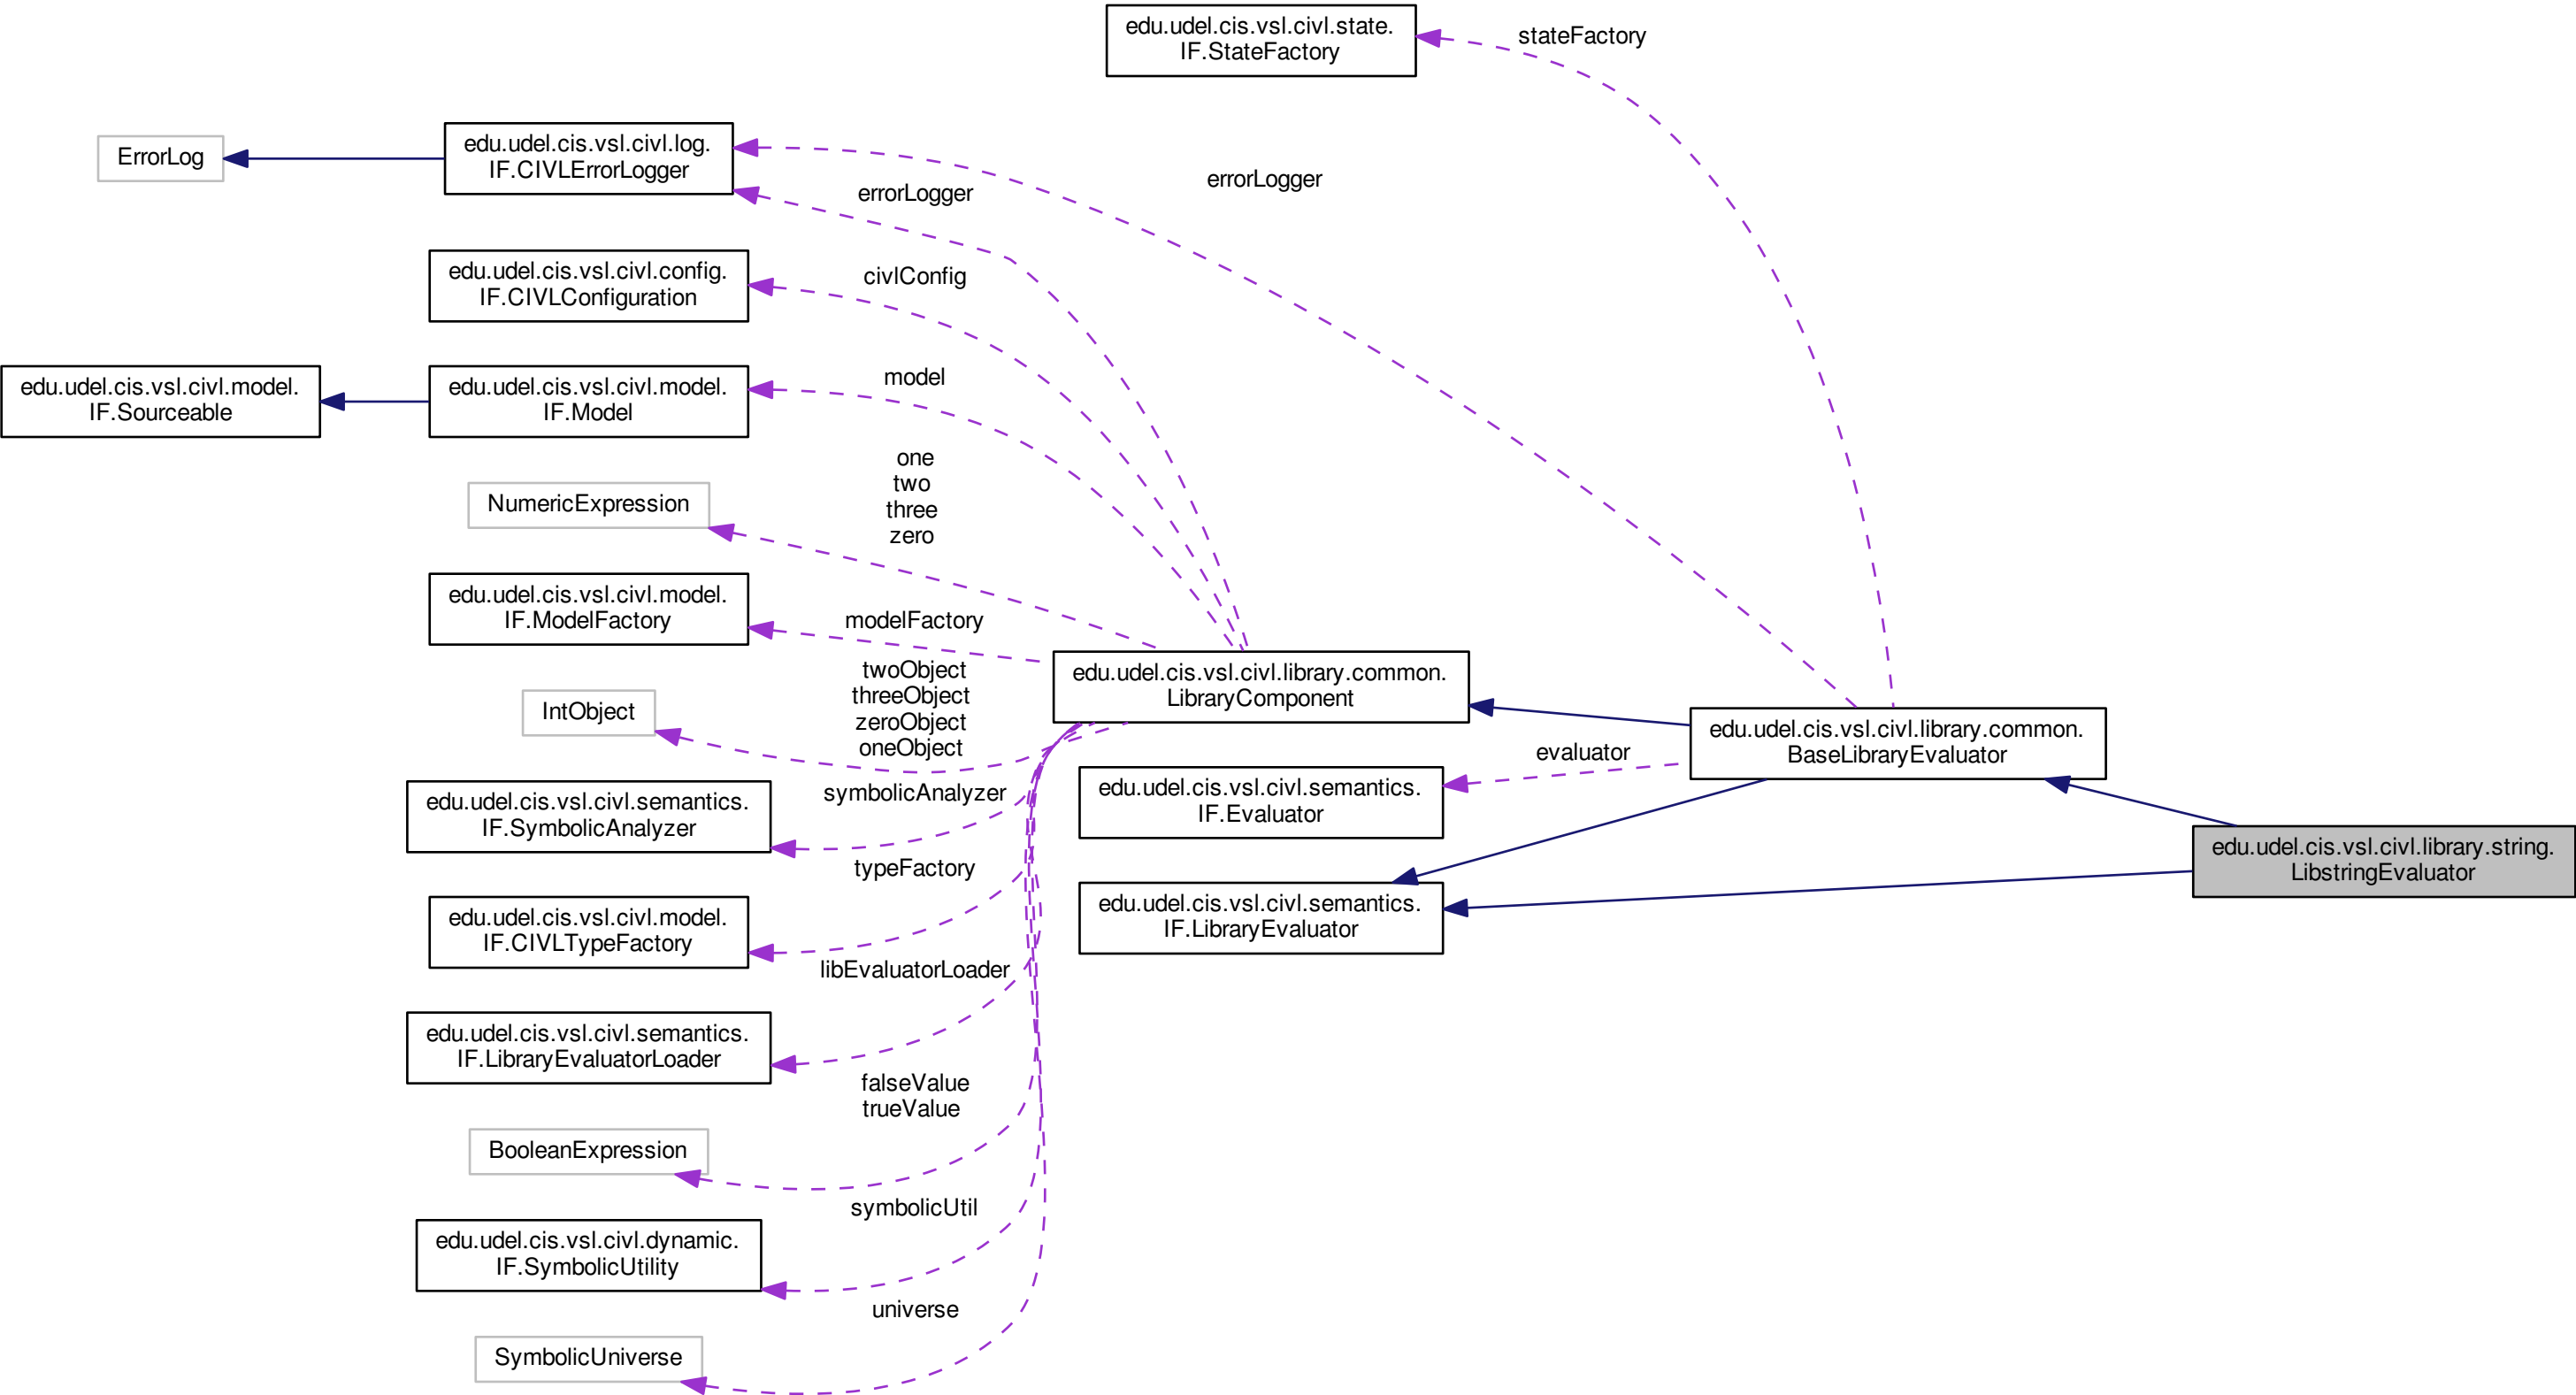 edu.udel.cis.vsl.civl.state.
IF.StateFactory
stateFactory
ErrorLog
edu.udel.cis.vsl.civl.log.
IF.CIVLErrorLogger
errorLogger
errorLogger
edu.udel.cis.vsl.civl.config.
IF.CIVLConfiguration
civlConfig
edu.udel.cis.vsl.civl.model.
IF.Sourceable
edu.udel.cis.vsl.civl.model.
IF.Model
model
NumericExpression
one
two
three
zero
edu.udel.cis.vsl.civl.model.
IF.ModelFactory
modelFactory
IntObject
twoObject
threeObject
zeroObject
oneObject
edu.udel.cis.vsl.civl.library.common.
LibraryComponent
edu.udel.cis.vsl.civl.library.common.
BaseLibraryEvaluator
evaluator
edu.udel.cis.vsl.civl.semantics.
IF.SymbolicAnalyzer
symbolicAnalyzer
edu.udel.cis.vsl.civl.semantics.
IF.Evaluator
edu.udel.cis.vsl.civl.library.string.
LibstringEvaluator
edu.udel.cis.vsl.civl.model.
IF.CIVLTypeFactory
typeFactory
edu.udel.cis.vsl.civl.semantics.
IF.LibraryEvaluator
edu.udel.cis.vsl.civl.semantics.
IF.LibraryEvaluatorLoader
libEvaluatorLoader
BooleanExpression
falseValue
trueValue
edu.udel.cis.vsl.civl.dynamic.
IF.SymbolicUtility
symbolicUtil
SymbolicUniverse
universe